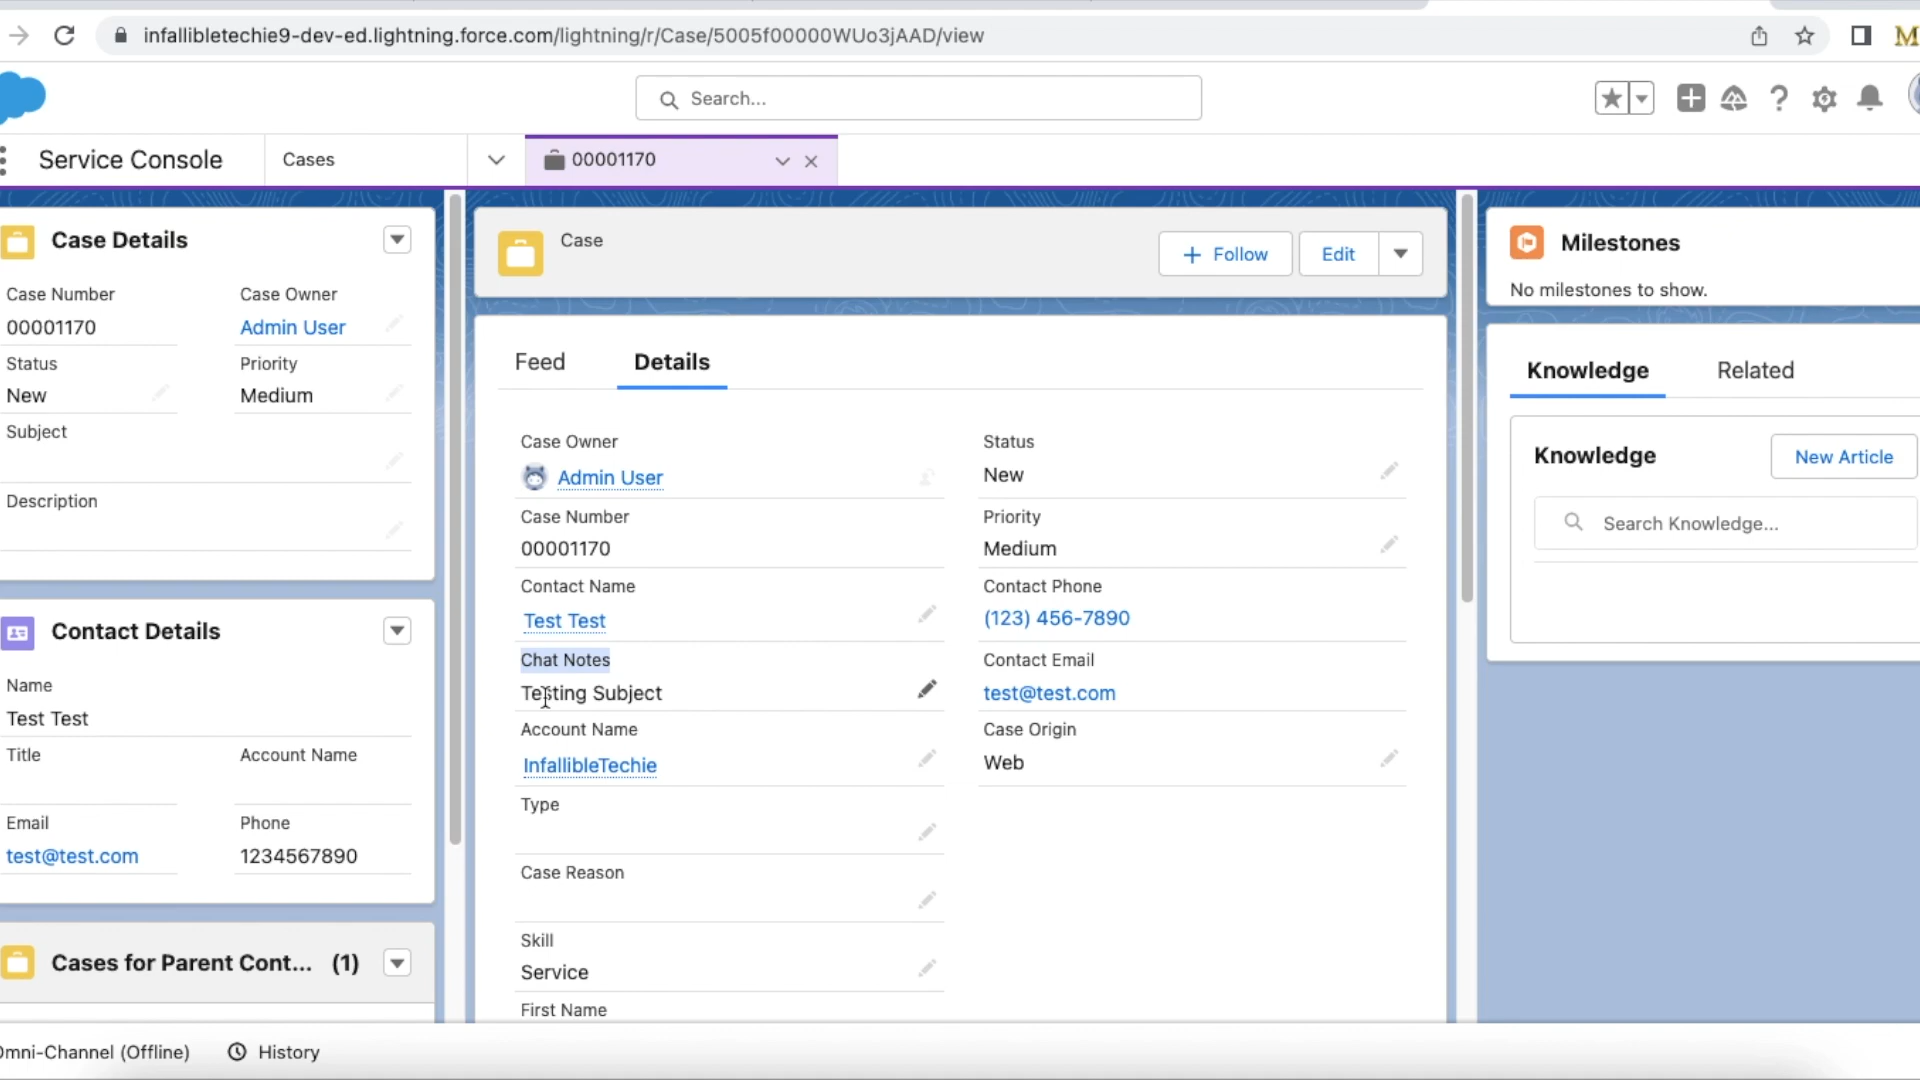 infallibletechie9-dev-ed.lightning.force.com/lightning/r/Case/5005f00000WUo3jAAD/view
M
Search...
Service Console
Cases
00001170
Case Details
Case Number
Case Owner
00001170
Admin User
Status
Priority
New
Medium
Subject
Description
Contact Details
Name
Test Test
Title
Account Name
Email
Phone
test@test.com
1234567890
Cases for Parent Cont... (1)
Case
Follow
Edit
Feed
Details
Case Owner
Status
Admin User
New
Case Number
Priority
00001170
Medium
Contact Name
Contact Phone
Test Test
(123) 456-7890
Chat Notes
Contact Email
Testing Subject
test@test.com
Account Name
Case Origin
InfallibleTechie
Web
Type
Case Reason
Skill
Service
First Name
Milestones
No milestones to show.
Knowledge
Related
Knowledge
New Article
Search Knowledge...
Omni-Channel (Offline)
History